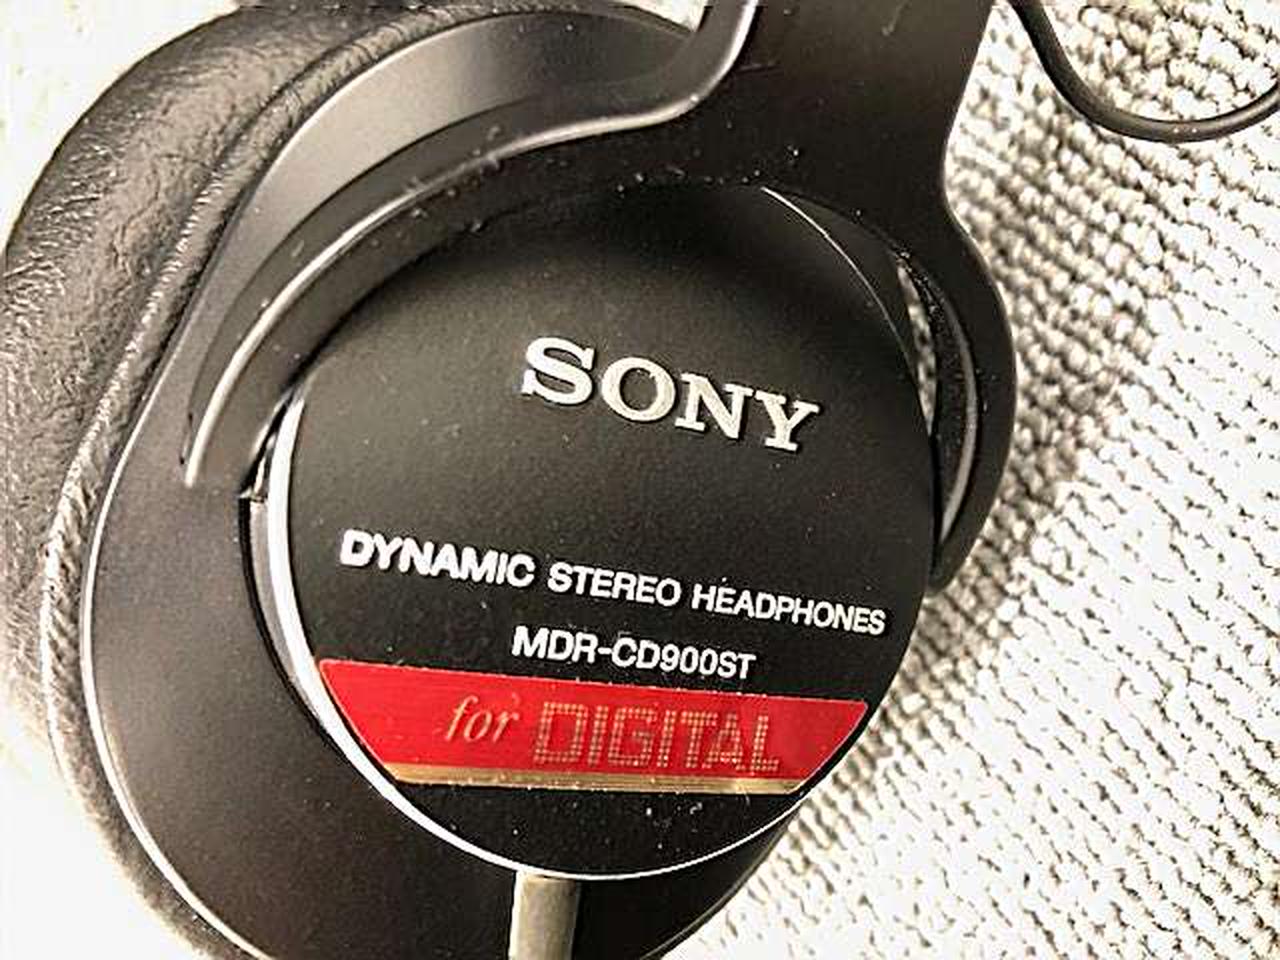 SONY
DYNAMIC STEREO HEADPHONES
MDR-CD900ST
for DIGITAL